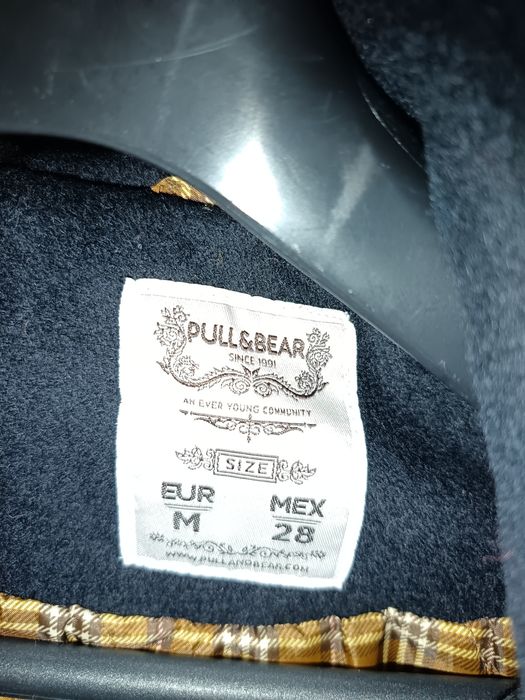 PULL&BEAR
SINCE 1991
AN EVER YOUNG COMMUNITY
SIZE
EUR MEX
M 28
WWW.PULLANDBEAR.COM